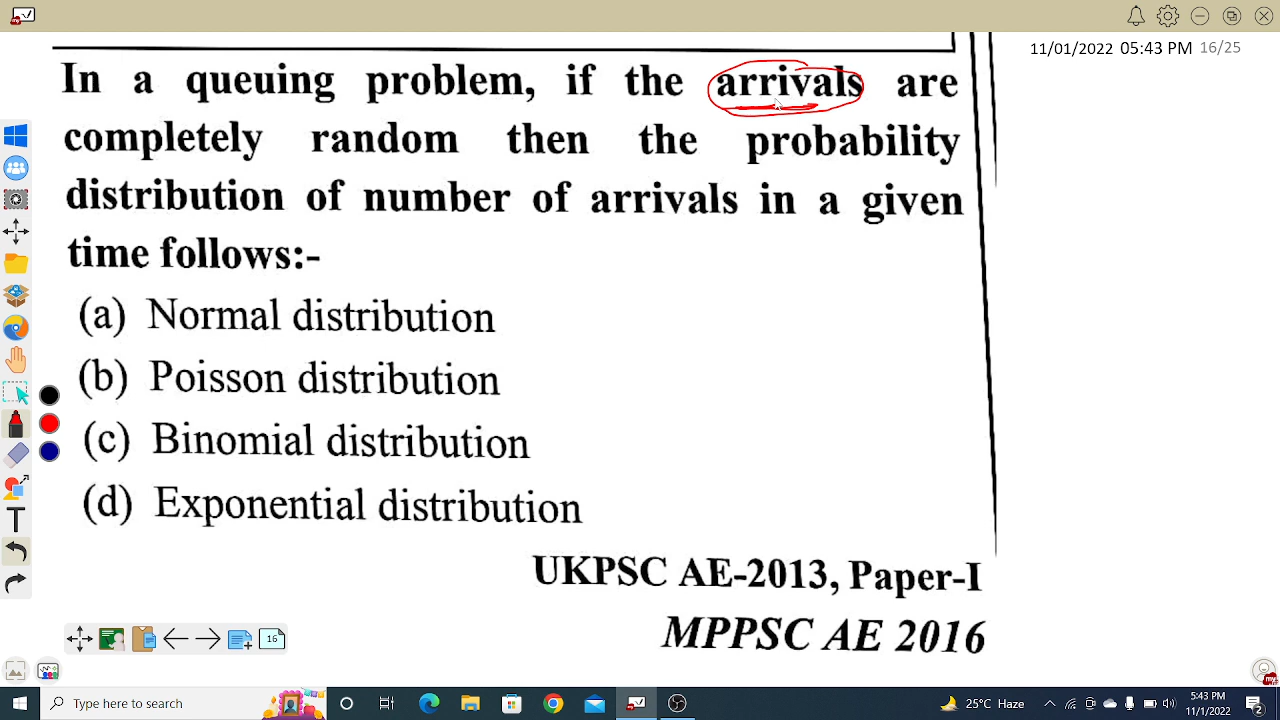 11/01/2022 05:43 PM 16/25
In a queuing problem, if the arrivals are
completely random then the probability
distribution of number of arrivals in a given
time follows:-
(a) Normal distribution
(b) Poisson distribution
(c) Binomial distribution
(d) Exponential distribution
UKPSC AE-2013, Paper-I
MPPSC AE 2016
T
16
Type here to search
25°C Haze
5:43 PM
11/1/2022